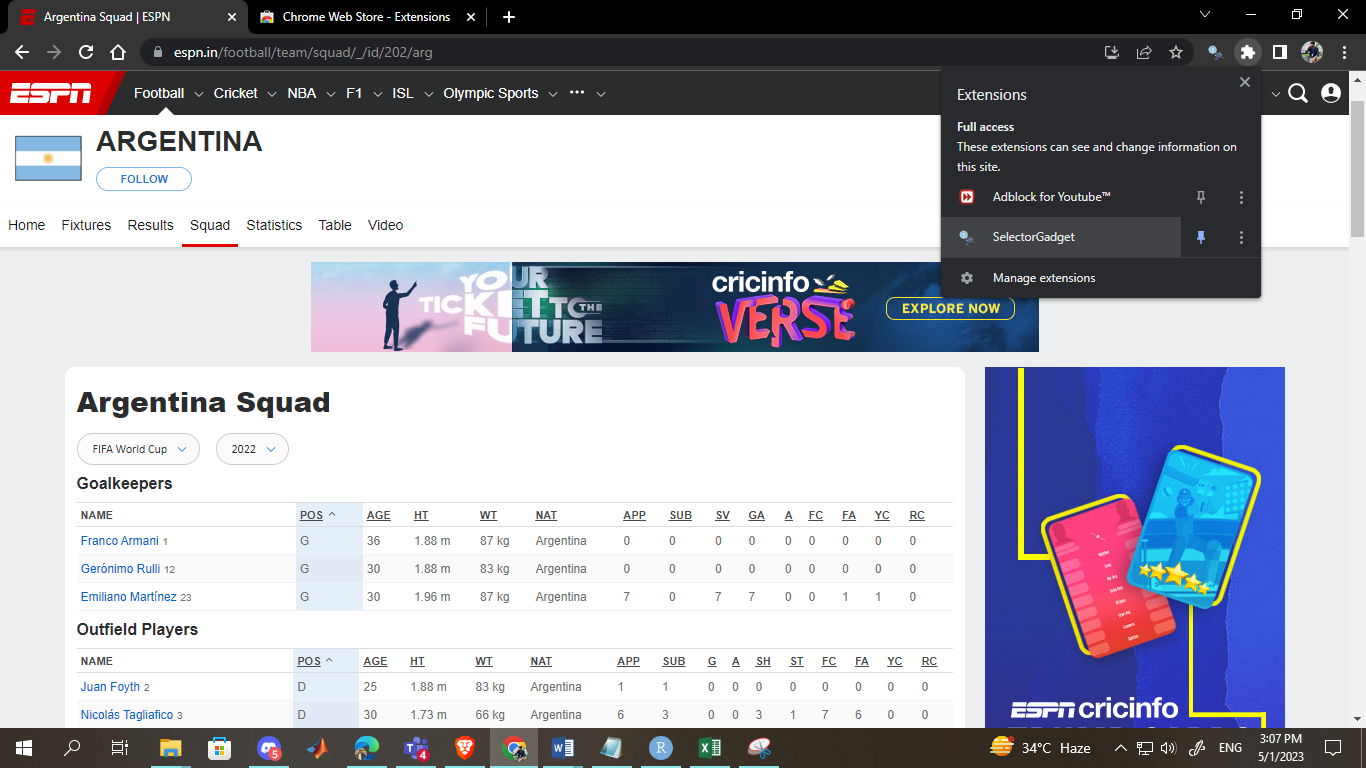 Argentina Squad | ESPN
Chrome Web Store - Extensions
espn.in/football/team/squad/_/id/202/arg
ESPN Football Cricket NBA F1 ISL Olympic Sports
Extensions
Full access
These extensions can see and change information on
this site.
Adblock for Youtube™
SelectorGadget
Manage extensions
ARGENTINA
FOLLOW
Home Fixtures Results Squad Statistics Table Video
YOUR
TICKET TO THE
FUTURE
cricinfo
VERSE
EXPLORE NOW
Argentina Squad
FIFA World Cup 2022
Goalkeepers
NAME POS AGE HT WT NAT APP SUB SV GA A FC FA YC RC
Franco Armani 1 G 36 1.88 m 87 kg Argentina 0 0 0 0 0 0 0 0 0
Gerónimo Rulli 12 G 30 1.88 m 83 kg Argentina 0 0 0 0 0 0 0 0 0
Emiliano Martínez 23 G 30 1.96 m 87 kg Argentina 7 0 7 7 0 0 1 1 0
Outfield Players
NAME POS AGE HT WT NAT APP SUB G A SH ST FC FA YC RC
Juan Foyth 2 D 25 1.88 m 83 kg Argentina 1 1 0 0 0 0 0 0 0 0
Nicolás Tagliafico 3 D 30 1.73 m 66 kg Argentina 6 3 0 0 3 1 7 6 0 0
ESPN cricinfo
5
4
34°C Haze
ENG
3:07 PM
5/1/2023